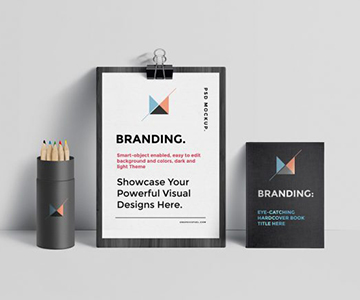 PSD MOCKUP.
BRANDING.
Smart-object enabled, easy to edit
background and colors, dark and
light Theme
Showcase Your
Powerful Visual
Designs Here.
BRANDING:
EYE-CATCHING
HARDCOVER BOOK
TITLE HERE